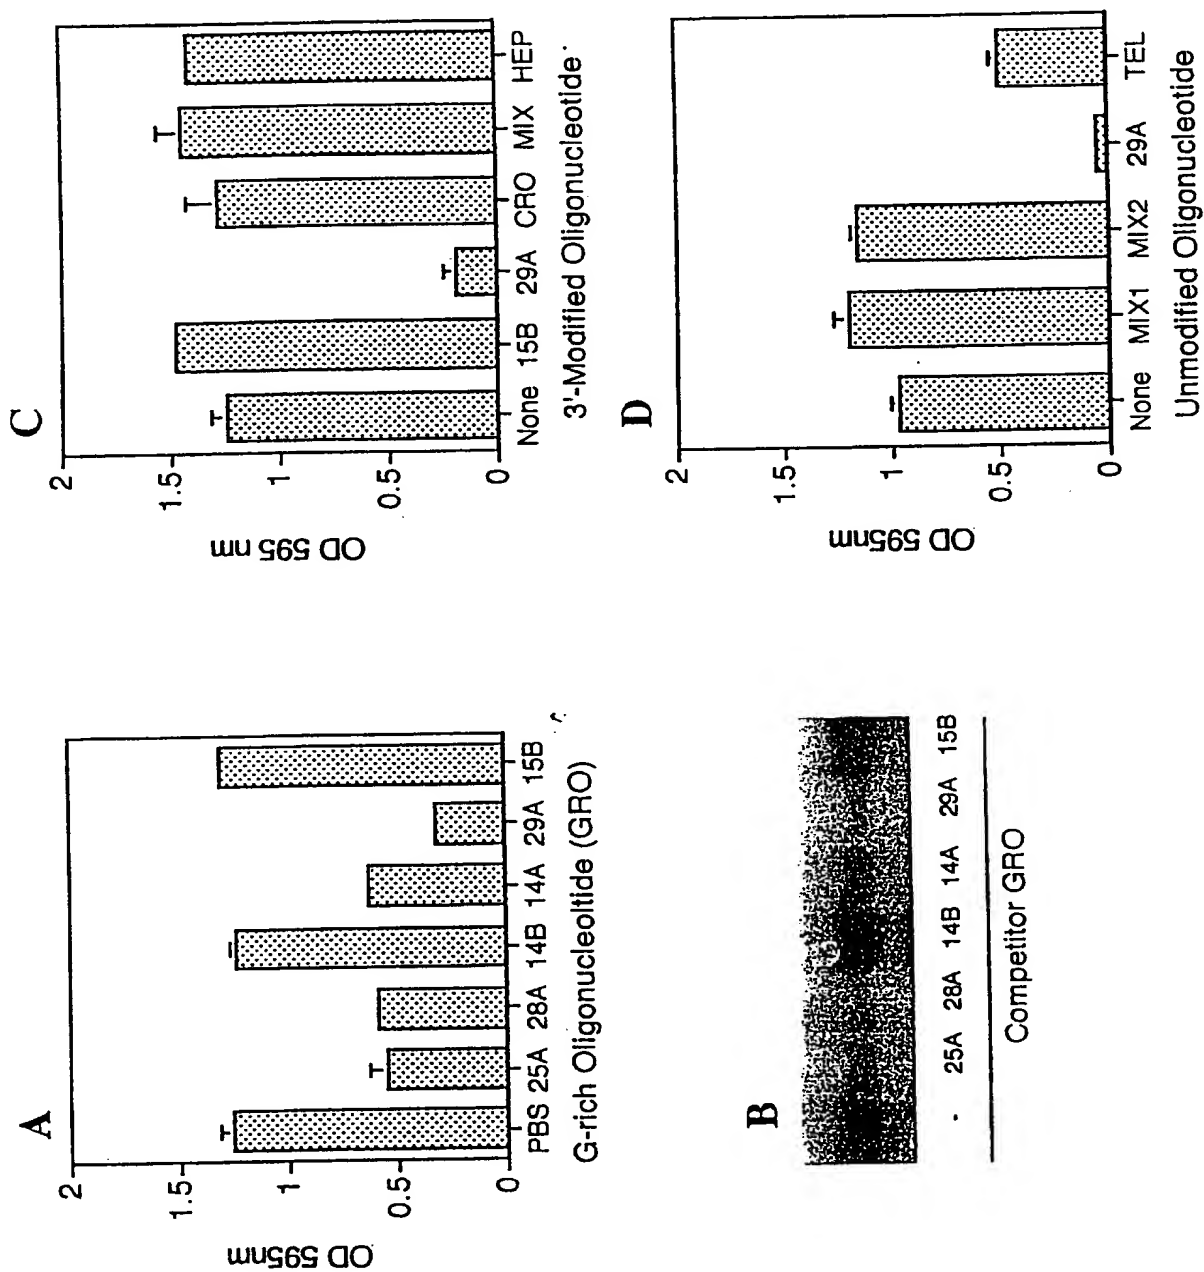 A
2
1.5
1
0.5
0
OD 595nm
PBS 25A 28A 14B 14A 29A 15B
G-rich Oligonucleoltide (GRO)
B
- 25A 28A 14B 14A 29A 15B
Competitor GRO
C
2
1.5
1
0.5
0
OD 595 nm
None 15B 29A CRO MIX HEP
3'-Modified Oligonucleotide
D
2
1.5
1
0.5
0
OD 595nm
None MIX1 MIX2 29A TEL
Unmodified Oligonucleotide